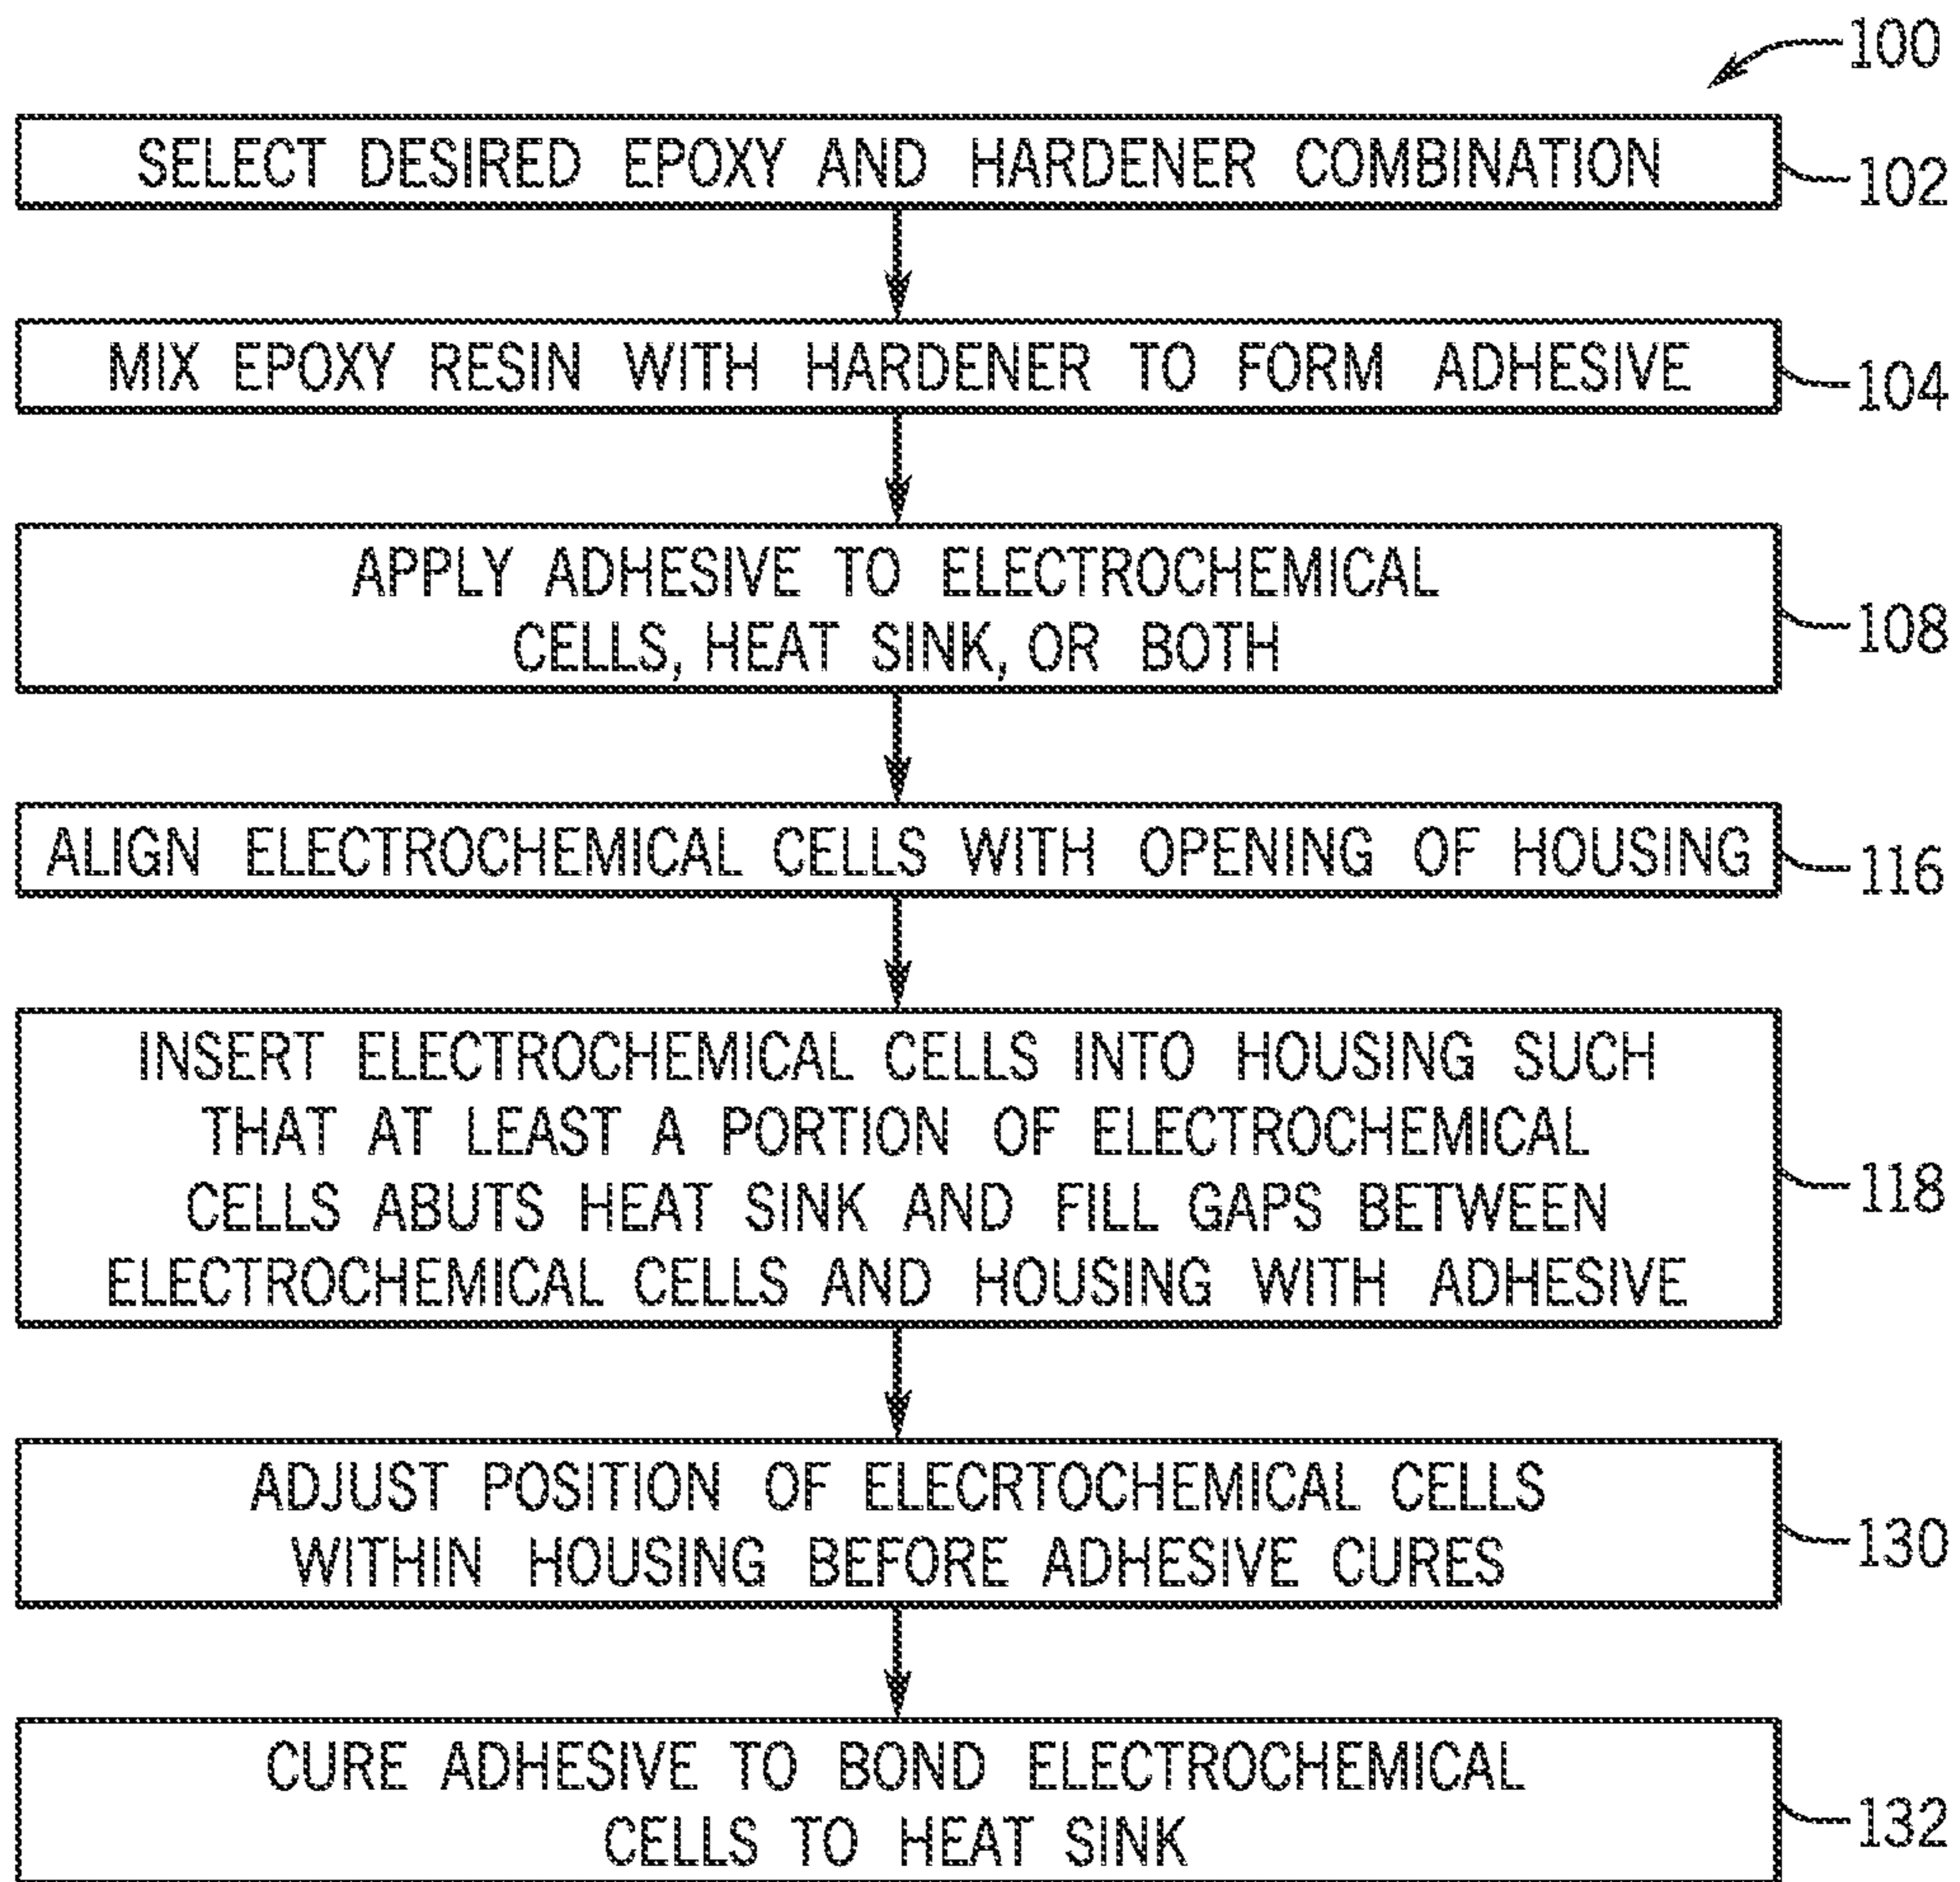 100
SELECT DESIRED EPOXY AND HARDENER COMBINATION
102
MIX EPOXY RESIN WITH HARDENER TO FORM ADHESIVE
104
APPLY ADHESIVE TO ELECTROCHEMICAL
CELLS, HEAT SINK, OR BOTH
108
ALIGN ELECTROCHEMICAL CELLS WITH OPENING OF HOUSING
116
INSERT ELECTROCHEMICAL CELLS INTO HOUSING SUCH
THAT AT LEAST A PORTION OF ELECTROCHEMICAL
CELLS ABUTS HEAT SINK AND FILL GAPS BETWEEN
ELECTROCHEMICAL CELLS AND HOUSING WITH ADHESIVE
118
ADJUST POSITION OF ELECRTOCHEMICAL CELLS
WITHIN HOUSING BEFORE ADHESIVE CURES
130
CURE ADHESIVE TO BOND ELECTROCHEMICAL
CELLS TO HEAT SINK
132